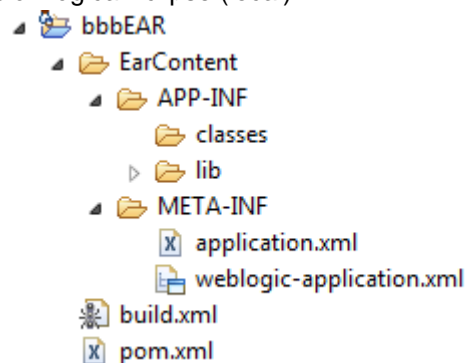 bbbEAR
EarContent
APP-INF
classes
lib
META-INF
application.xml
weblogic-application.xml
build.xml
pom.xml